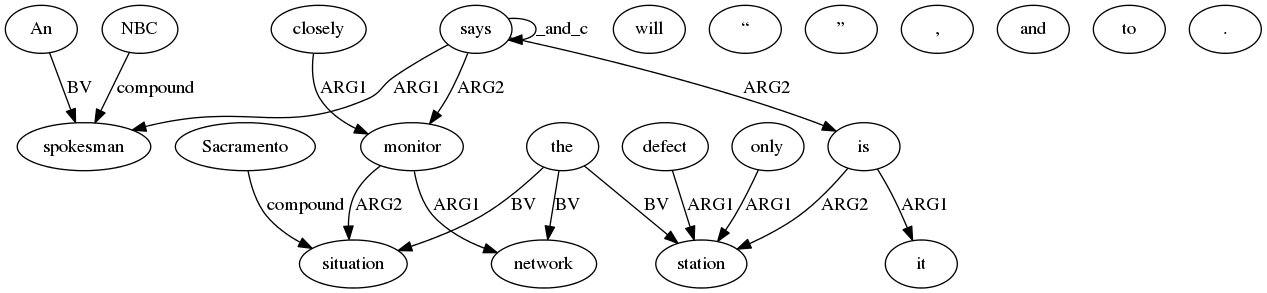 An NBC closely says _and_c will “ ” , and to .
BV compound ARG1 ARG1 ARG2 ARG2
spokesman Sacramento monitor the defect only is
compound ARG2 ARG1 BV BV BV ARG1 ARG1 ARG2 ARG1
situation network station it